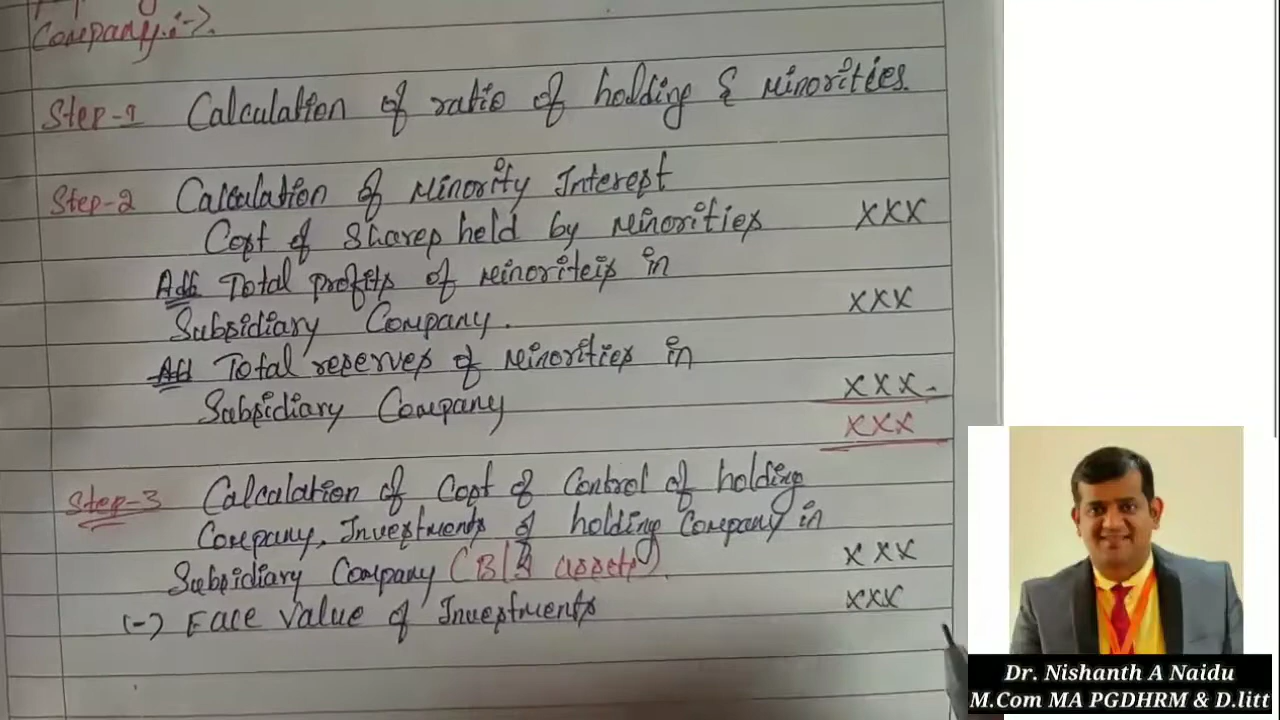 Company:->.
Step-1 Calculation of ratio of holding & Minorities.
Step-2 Calculation of Minority Interest
Cost of Shares held by Minorities XXX
Add Total profits of Minorities in
Subsidiary Company. XXX
Add Total reserves of Minorities in
Subsidiary Company XXX
XXX
Step-3 Calculation of Cost of Control of holding
Company, Investments of holding Company in
Subsidiary Company (B/S assets). XXX
(-) Face Value of Investments XXX
Dr. Nishanth A Naidu
M.Com MA PGDHRM & D.litt